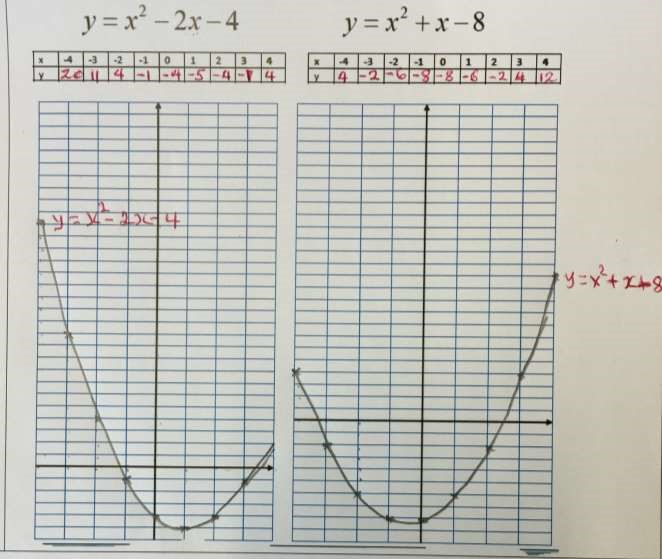 y = x² − 2x − 4
y = x² + x − 8
x -4 -3 -2 -1 0 1 2 3 4
y 20 11 4 -1 -4 -5 -4 -1 4
x -4 -3 -2 -1 0 1 2 3 4
y 4 -2 -6 -8 -8 -6 -2 4 12
y = x² - 2x - 4
y = x² + x - 8